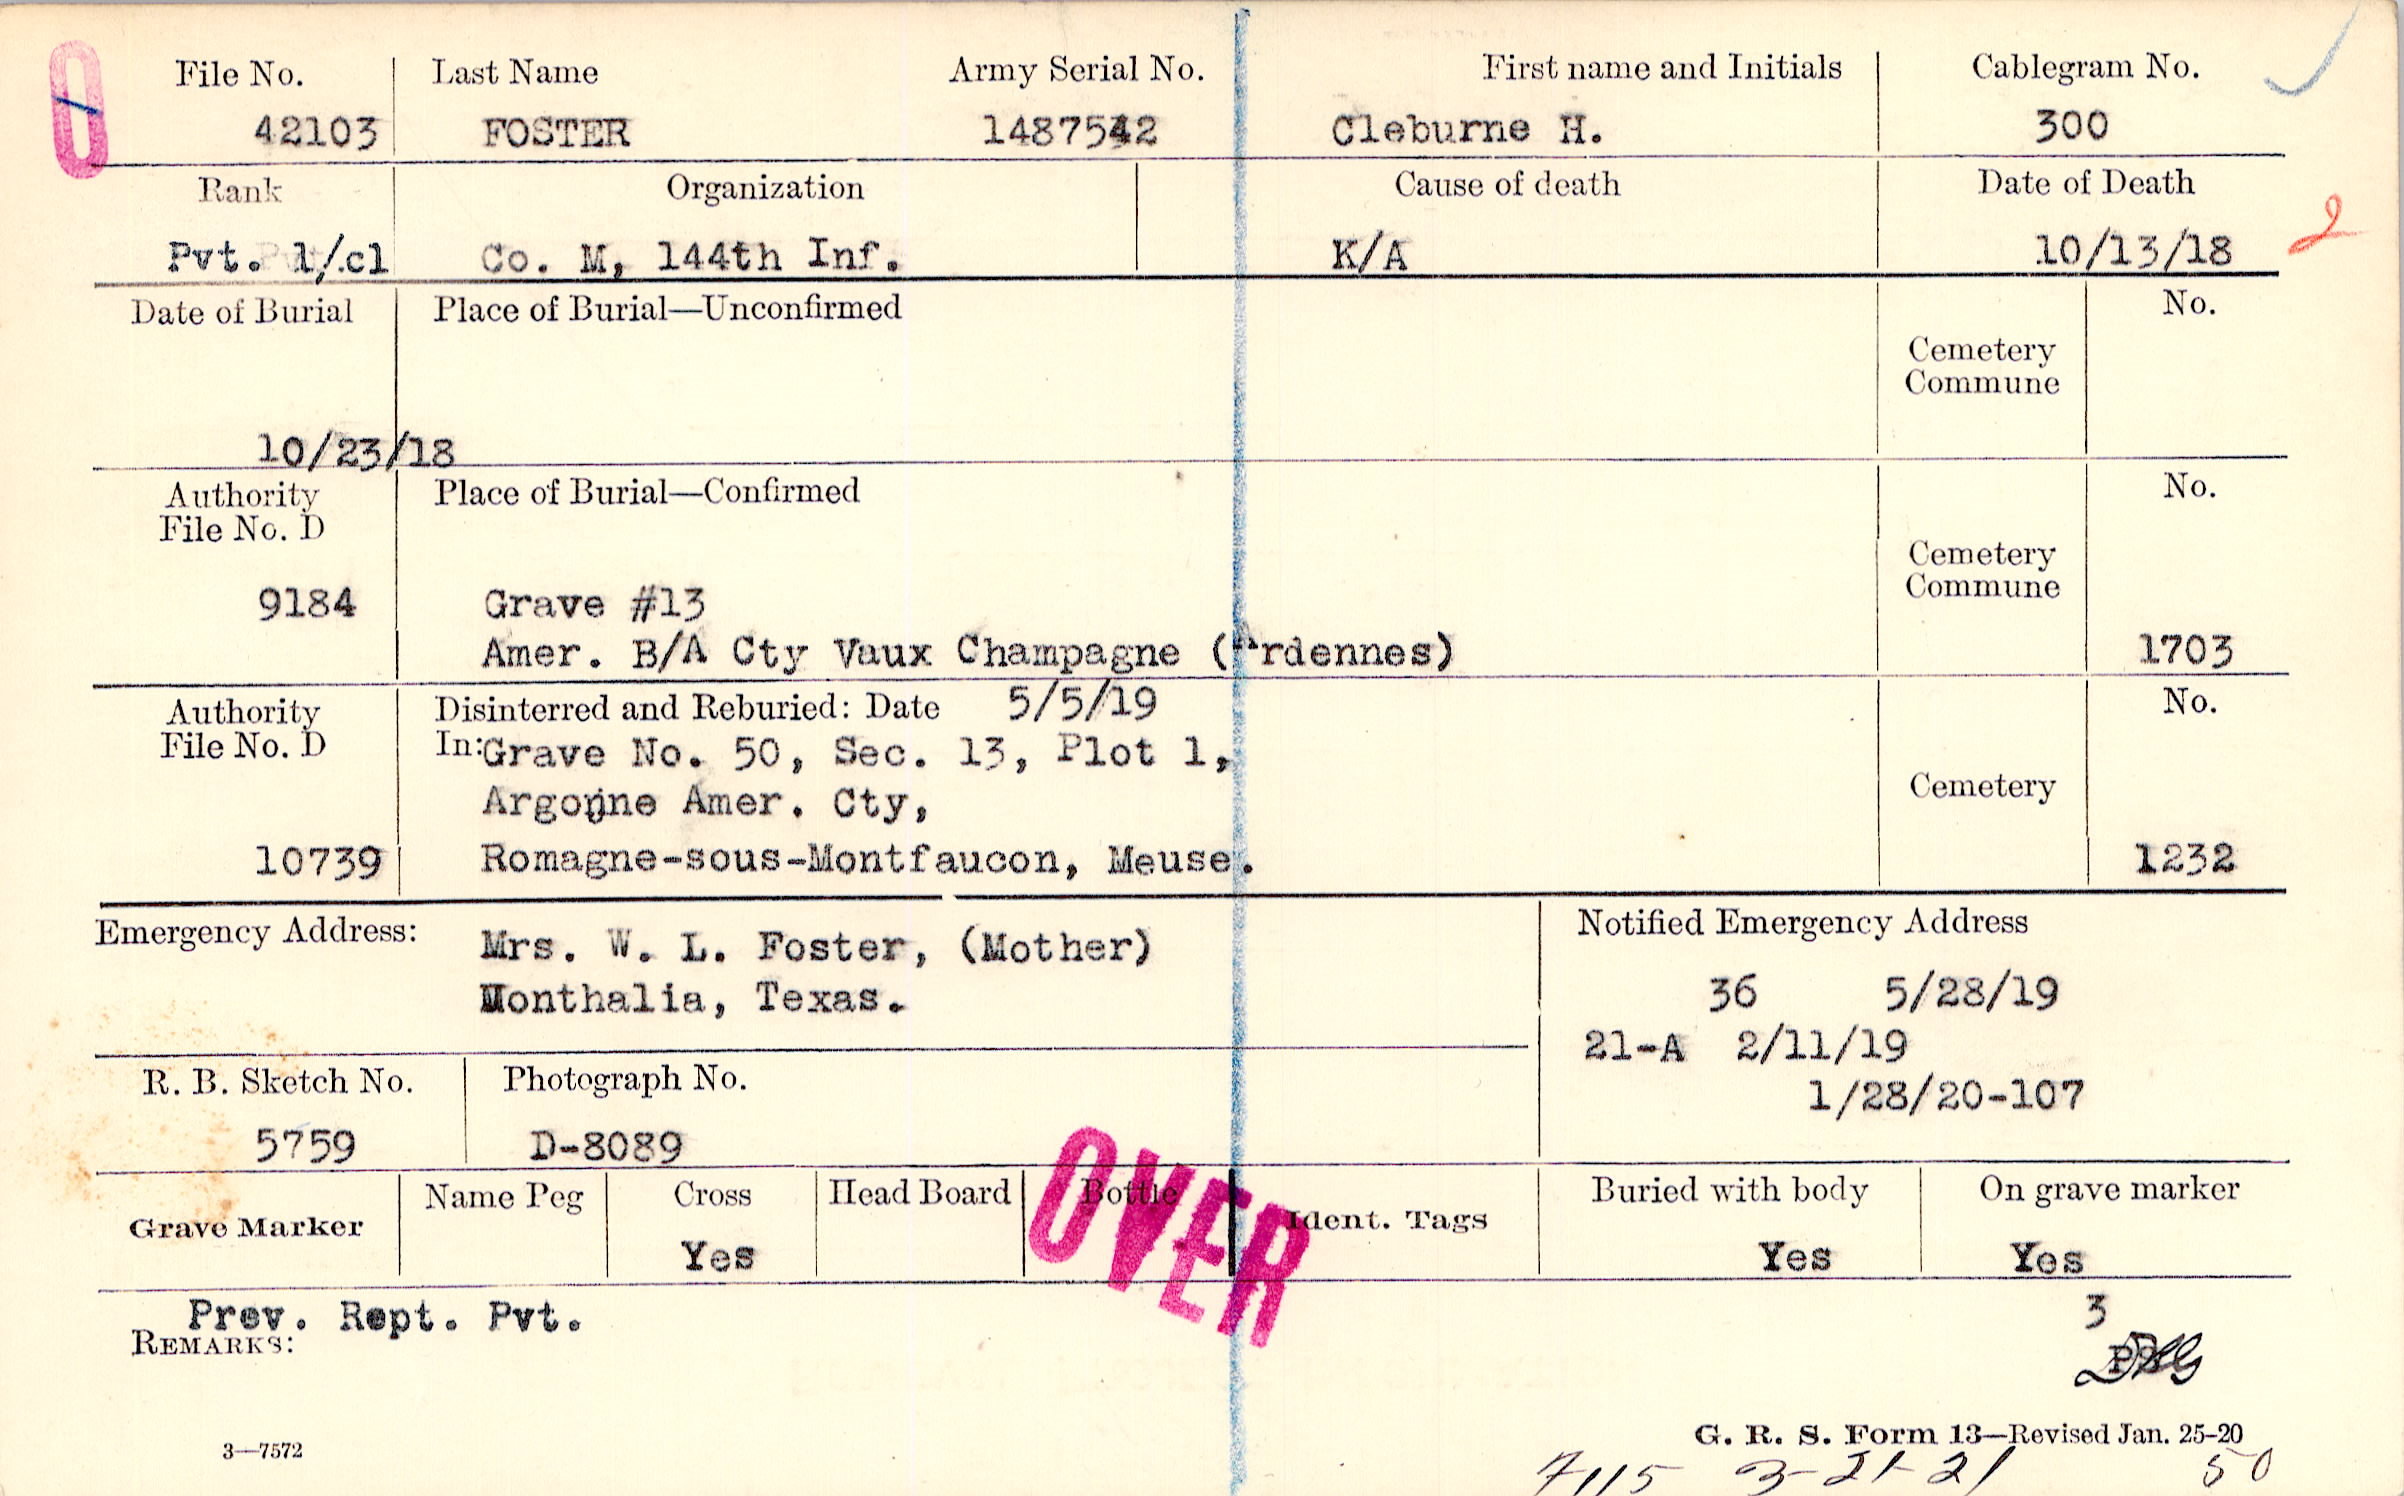 0
File No. Last Name Army Serial No. First name and Initials Cablegram No.
42103 FOSTER 1487542 Cleburne H. 300
Rank Organization Cause of death Date of Death
2
Pvt. 1/cl Co. M, 144th Inf. K/A 10/13/18
Date of Burial Place of Burial—Unconfirmed No.
Cemetery
Commune
10/23/18
Authority Place of Burial—Confirmed No.
File No. D
Cemetery
Commune
9184 Grave #13
Amer. B/A Cty Vaux Champagne (Ardennes) 1703
Authority Disinterred and Reburied: Date 5/5/19 No.
File No. D In: Grave No. 50, Sec. 13, Plot 1,
Argonne Amer. Cty, Cemetery
10739 Romagne-sous-Montfaucon, Meuse. 1232
Emergency Address: Mrs. W. L. Foster, (Mother) Notified Emergency Address
Monthalia, Texas. 36 5/28/19
21-A 2/11/19
R. B. Sketch No. Photograph No. 1/28/20-107
5759 D-8089
OVER
Grave Marker Name Peg Cross Head Board Bottle Ident. Tags Buried with body On grave marker
Yes Yes Yes
Prev. Rept. Pvt. 3
REMARKS:
G. R. S. Form 13—Revised Jan. 25-20
3—7572
7115 3-21-21 50